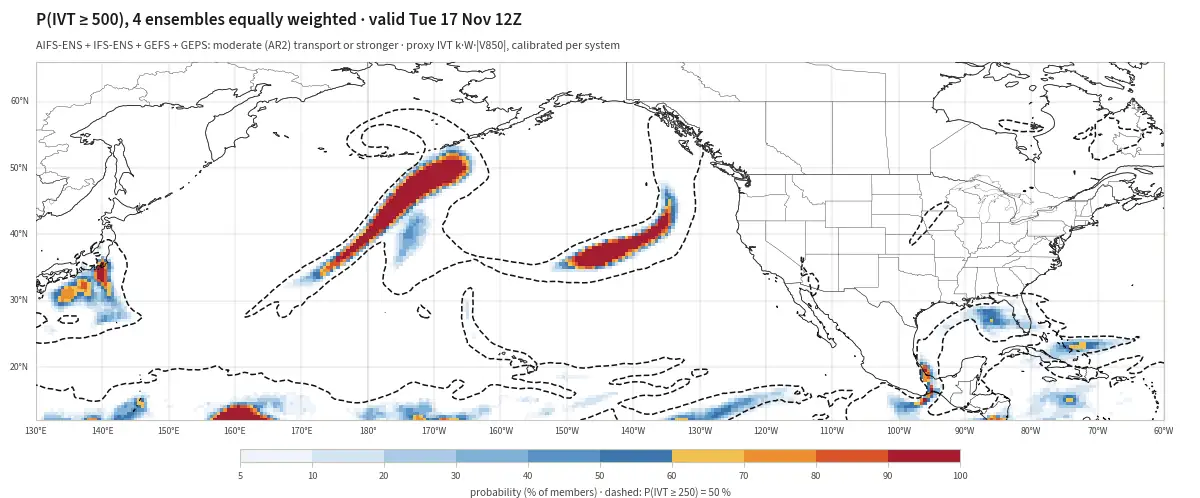 P(IVT ≥ 500), 4 ensembles equally weighted · valid Tue 17 Nov 12Z
AIFS-ENS + IFS-ENS + GEFS + GEPS: moderate (AR2) transport or stronger · proxy IVT k·W·|V850|, calibrated per system
60°N
50°N
40°N
30°N
20°N
130°E 140°E 150°E 160°E 170°E 180° 170°W 160°W 150°W 140°W 130°W 120°W 110°W 100°W 90°W 80°W 70°W 60°W
5 10 20 30 40 50 60 70 80 90 100
probability (% of members) · dashed: P(IVT ≥ 250) = 50 %